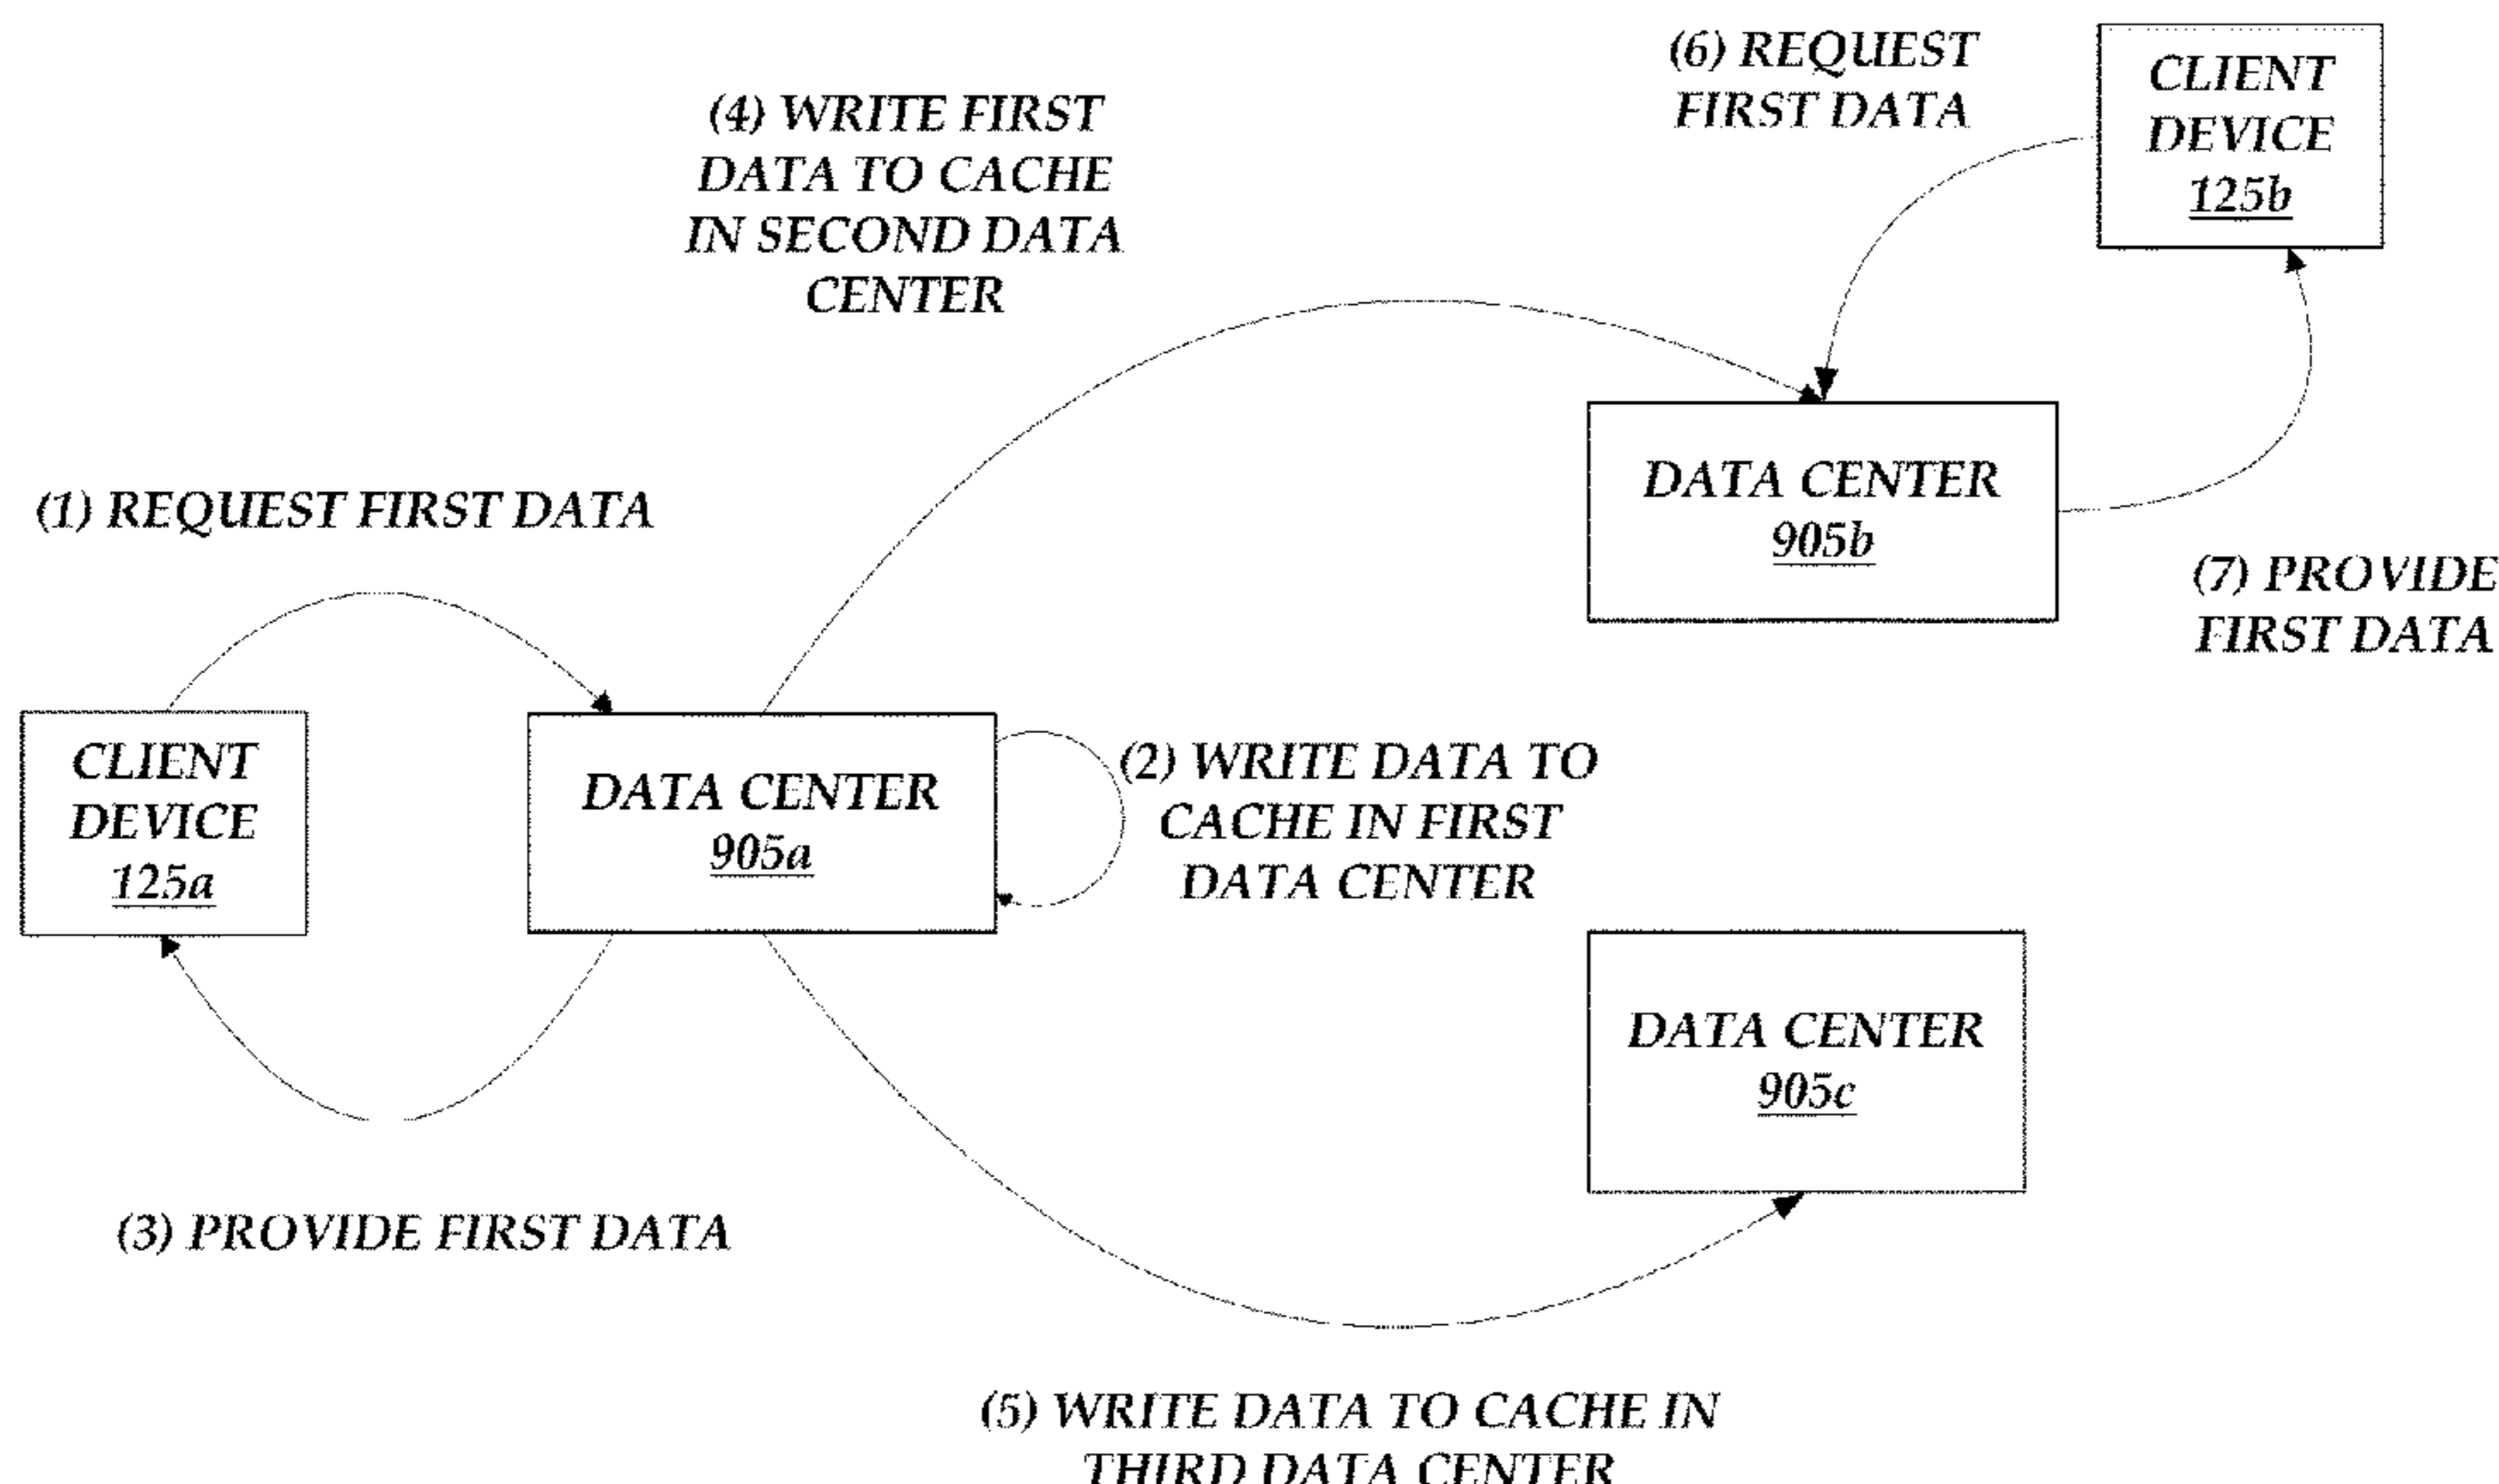 (6) REQUEST
FIRST DATA
CLIENT
DEVICE
125b
(4) WRITE FIRST
DATA TO CACHE
IN SECOND DATA
CENTER
DATA CENTER
905b
(1) REQUEST FIRST DATA
(7) PROVIDE
FIRST DATA
CLIENT
DEVICE
125a
DATA CENTER
905a
(2) WRITE DATA TO
CACHE IN FIRST
DATA CENTER
DATA CENTER
905c
(3) PROVIDE FIRST DATA
(5) WRITE DATA TO CACHE IN
THIRD DATA CENTER